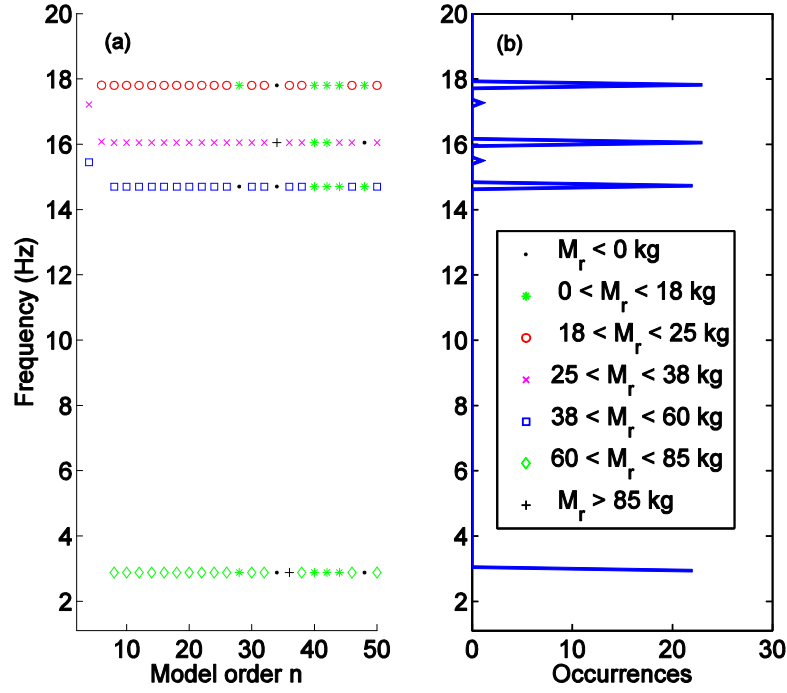 (a)
20
18
16
14
12
10
8
6
4
2
Frequency (Hz)
10 20 30 40 50
Model order n
(b)
20
18
16
14
12
10
8
6
4
2
M_r < 0 kg
0 < M_r < 18 kg
18 < M_r < 25 kg
25 < M_r < 38 kg
38 < M_r < 60 kg
60 < M_r < 85 kg
M_r > 85 kg
0 10 20 30
Occurrences